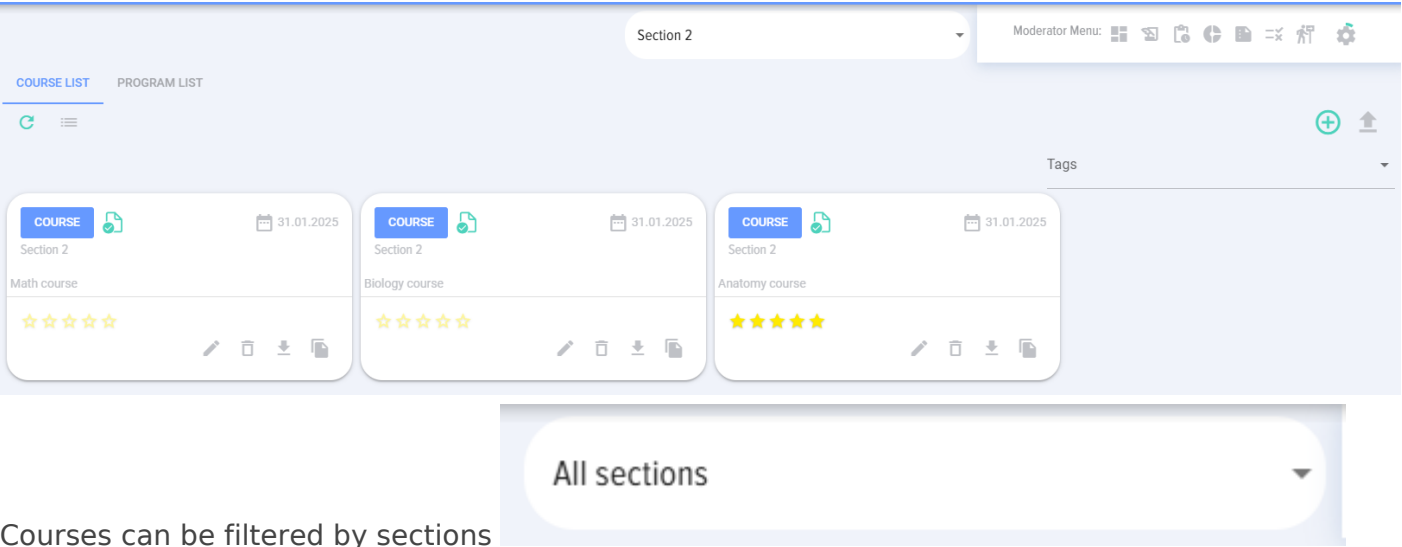 Section 2
Moderator Menu:
COURSE LIST PROGRAM LIST
Tags
COURSE 31.01.2025
Section 2
Math course
COURSE 31.01.2025
Section 2
Biology course
COURSE 31.01.2025
Section 2
Anatomy course
All sections
Courses can be filtered by sections